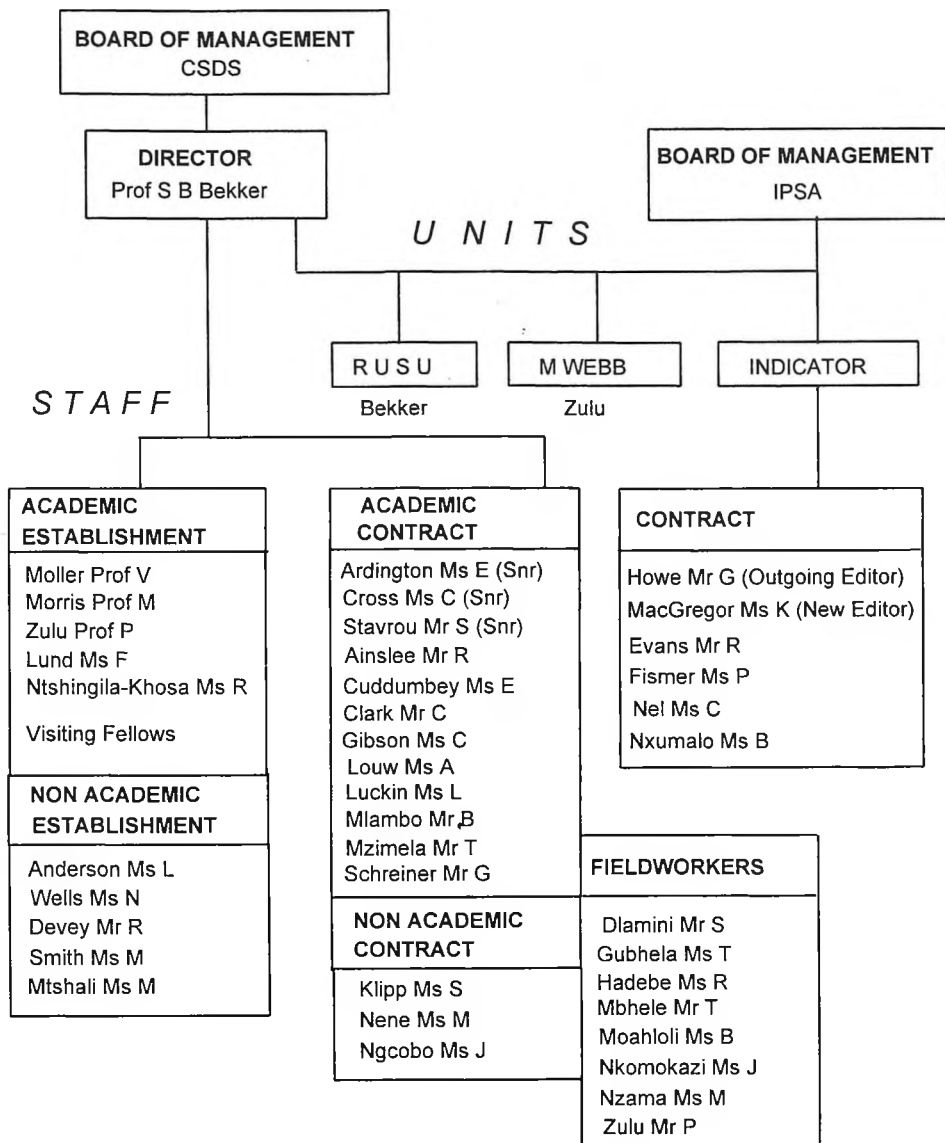 BOARD OF MANAGEMENT
CSDS
DIRECTOR
Prof S B Bekker
BOARD OF MANAGEMENT
IPSA
UNITS
R U S U
Bekker
M WEBB
Zulu
INDICATOR
STAFF
ACADEMIC
ESTABLISHMENT
Moller Prof V
Morris Prof M
Zulu Prof P
Lund Ms F
Ntshingila-Khosa Ms R
Visiting Fellows
NON ACADEMIC
ESTABLISHMENT
Anderson Ms L
Wells Ms N
Devey Mr R
Smith Ms M
Mtshali Ms M
ACADEMIC
CONTRACT
Ardington Ms E (Snr)
Cross Ms C (Snr)
Stavrou Mr S (Snr)
Ainslee Mr R
Cuddumbey Ms E
Clark Mr C
Gibson Ms C
Louw Ms A
Luckin Ms L
Mlambo Mr B
Mzimela Mr T
Schreiner Mr G
NON ACADEMIC
CONTRACT
Klipp Ms S
Nene Ms M
Ngcobo Ms J
CONTRACT
Howe Mr G (Outgoing Editor)
MacGregor Ms K (New Editor)
Evans Mr R
Fismer Ms P
Nel Ms C
Nxumalo Ms B
FIELDWORKERS
Dlamini Mr S
Gubhela Ms T
Hadebe Ms R
Mbhele Mr T
Moahloli Ms B
Nkomokazi Ms J
Nzama Ms M
Zulu Mr P